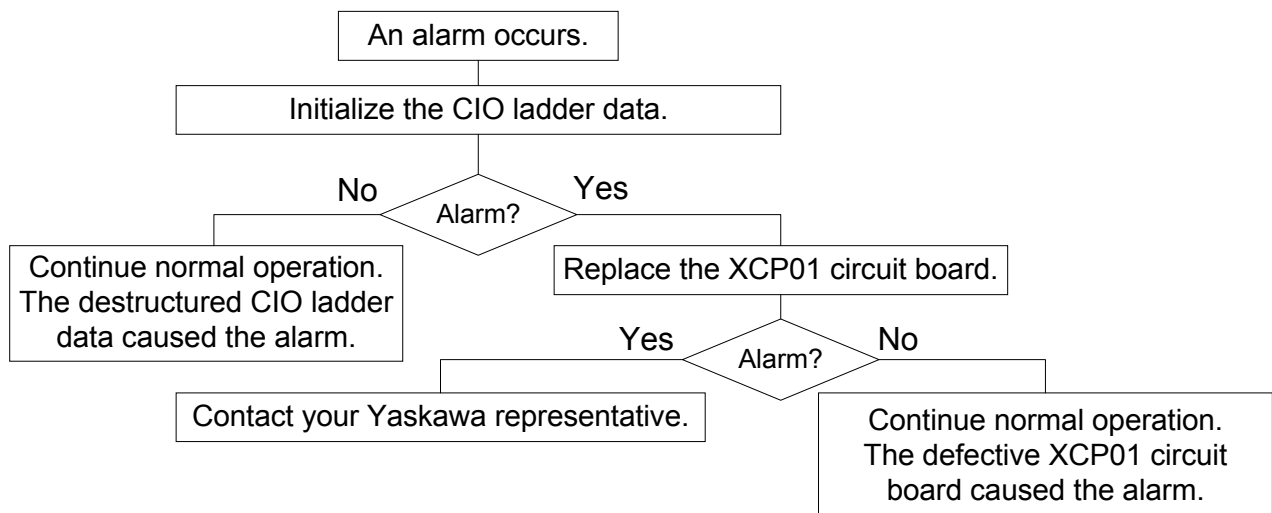 An alarm occurs.
Initialize the CIO ladder data.
No
Yes
Alarm?
Continue normal operation.
The destructured CIO ladder
data caused the alarm.
Replace the XCP01 circuit board.
Yes
No
Alarm?
Contact your Yaskawa representative.
Continue normal operation.
The defective XCP01 circuit
board caused the alarm.